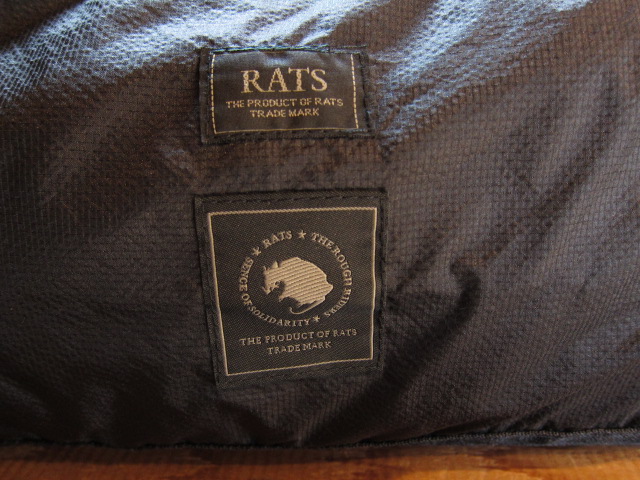 RATS
THE PRODUCT OF RATS
TRADE MARK
★ RATS ★ THE ROUGH RIDERS
SENCE OF SOLIDARITY ★
THE PRODUCT OF RATS
TRADE MARK